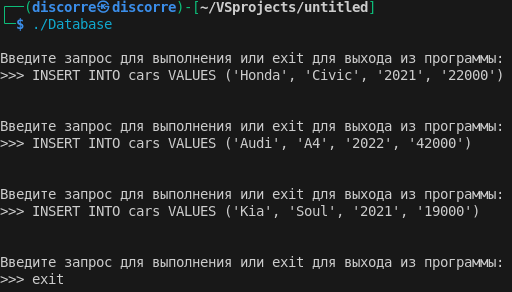 ┌──(discorre㉿discorre)-[~/VSprojects/untitled]
└─$ ./Database
Введите запрос для выполнения или exit для выхода из программы:
>>> INSERT INTO cars VALUES ('Honda', 'Civic', '2021', '22000')
Введите запрос для выполнения или exit для выхода из программы:
>>> INSERT INTO cars VALUES ('Audi', 'A4', '2022', '42000')
Введите запрос для выполнения или exit для выхода из программы:
>>> INSERT INTO cars VALUES ('Kia', 'Soul', '2021', '19000')
Введите запрос для выполнения или exit для выхода из программы:
>>> exit